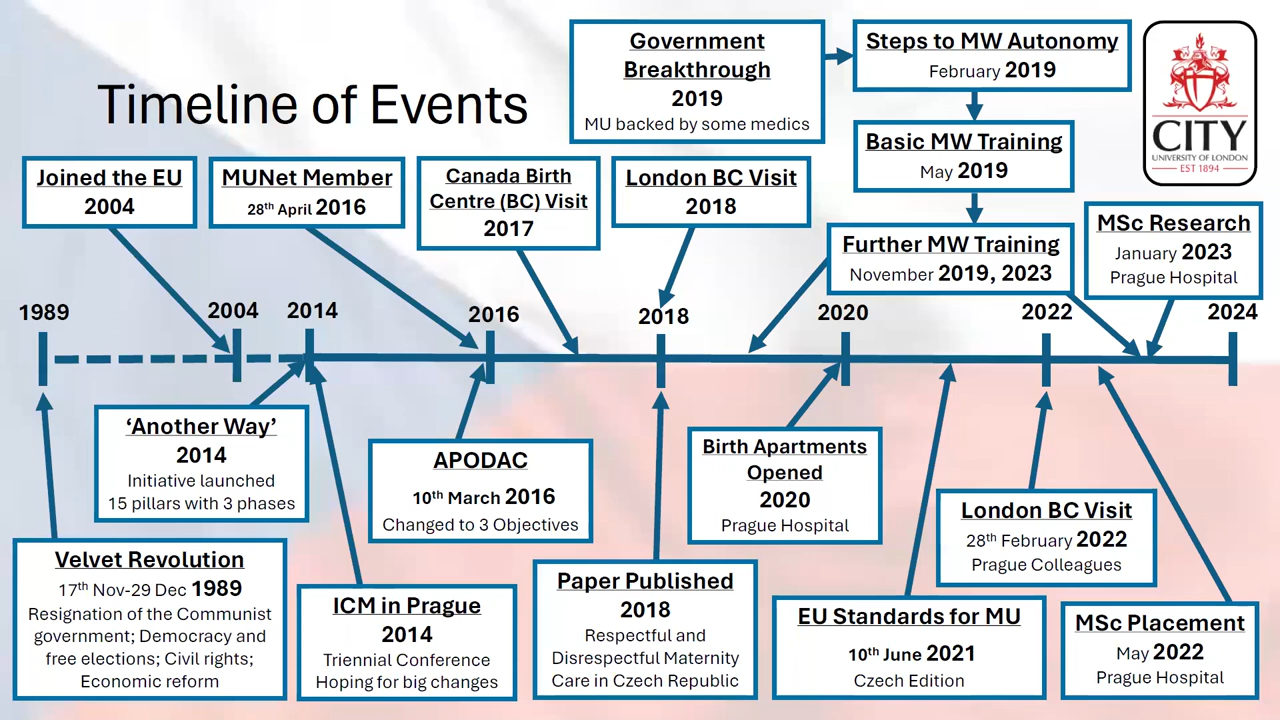 Timeline of Events
Government
Breakthrough
2019
MU backed by some medics
Steps to MW Autonomy
February 2019
Basic MW Training
May 2019
Further MW Training
November 2019, 2023
CITY
UNIVERSITY OF LONDON
EST 1894
Joined the EU
2004
MUNet Member
28th April 2016
Canada Birth
Centre (BC) Visit
2017
London BC Visit
2018
MSc Research
January 2023
Prague Hospital
1989
2004
2014
2016
2018
2020
2022
2024
‘Another Way’
2014
Initiative launched
15 pillars with 3 phases
APODAC
10th March 2016
Changed to 3 Objectives
Birth Apartments
Opened
2020
Prague Hospital
London BC Visit
28th February 2022
Prague Colleagues
Velvet Revolution
17th Nov-29 Dec 1989
Resignation of the Communist
government; Democracy and
free elections; Civil rights;
Economic reform
ICM in Prague
2014
Triennial Conference
Hoping for big changes
Paper Published
2018
Respectful and
Disrespectful Maternity
Care in Czech Republic
EU Standards for MU
10th June 2021
Czech Edition
MSc Placement
May 2022
Prague Hospital